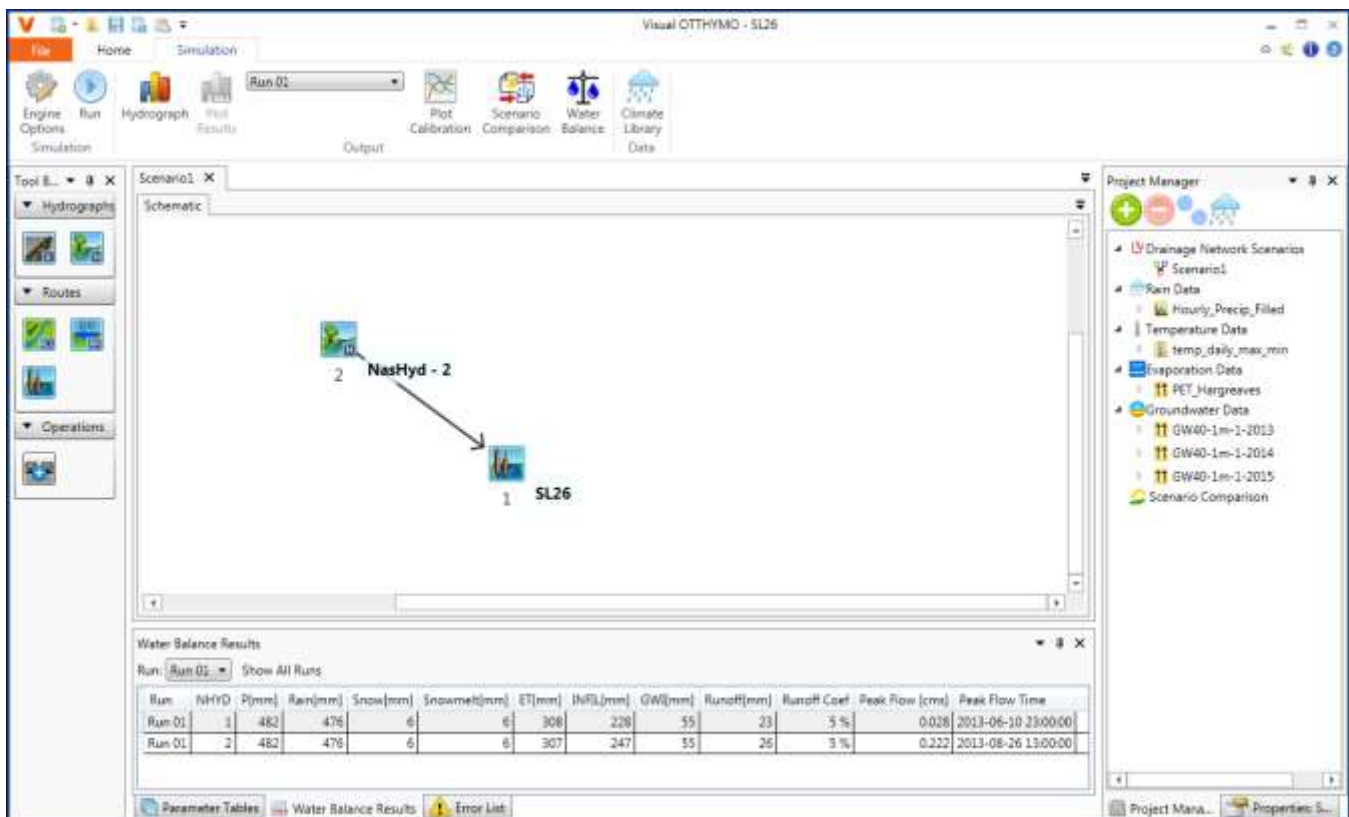 Visual OTTHYMO - SL26
File Home Simulation
Engine Options Run Hydrograph Plot Results Run 01 Plot Calibration Scenario Comparison Water Balance Climate Library
Simulation Output Data
Tool B...
Hydrographs
Routes
Operations
Scenario1
Schematic
NasHyd - 2
2
SL26
1
Water Balance Results
Run: Run 01 Show All Runs
Run NHYD P[mm] Rain[mm] Snow[mm] Snowmelt[mm] ET[mm] INFIL[mm] GWI[mm] Runoff[mm] Runoff Coef Peak Flow [cms] Peak Flow Time
Run 01 1 482 476 6 6 308 228 55 23 5 % 0.028 2013-06-10 23:00:00
Run 01 2 482 476 6 6 307 247 55 26 5 % 0.222 2013-08-26 13:00:00
Parameter Tables Water Balance Results Error List
Project Manager
Drainage Network Scenarios
Scenario1
Rain Data
Hourly_Precip_Filled
Temperature Data
temp_daily_max_min
Evaporation Data
PET_Hargreaves
Groundwater Data
GW40-1m-1-2013
GW40-1m-1-2014
GW40-1m-1-2015
Scenario Comparison
Project Mana... Properties: S...